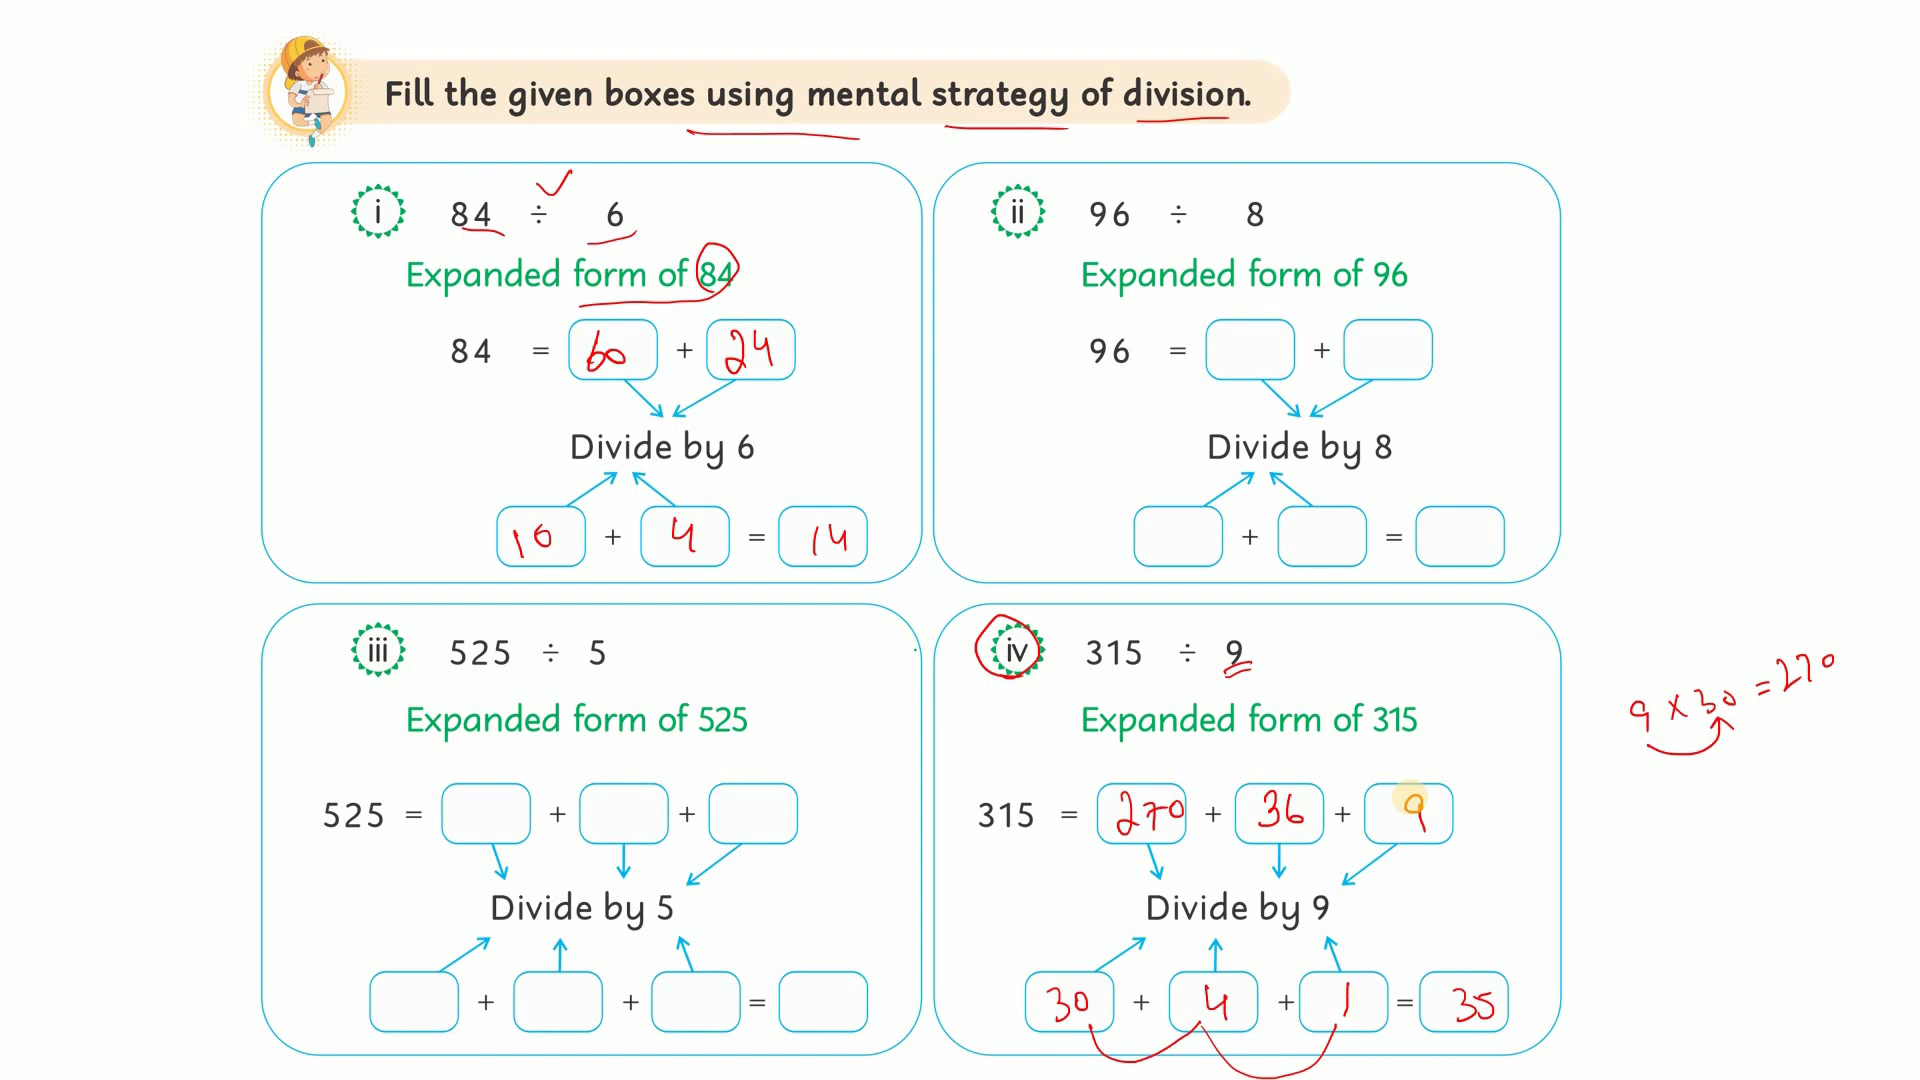 Fill the given boxes using mental strategy of division.
i 84 ÷ 6
Expanded form of 84
84 = 60 + 24
Divide by 6
10 + 4 = 14
ii 96 ÷ 8
Expanded form of 96
96 = +
Divide by 8
+ =
iii 525 ÷ 5
Expanded form of 525
525 = + +
Divide by 5
+ + =
iv 315 ÷ 9
Expanded form of 315
315 = 270 + 36 + 9
Divide by 9
30 + 4 + 1 = 35
9 x 30 = 270